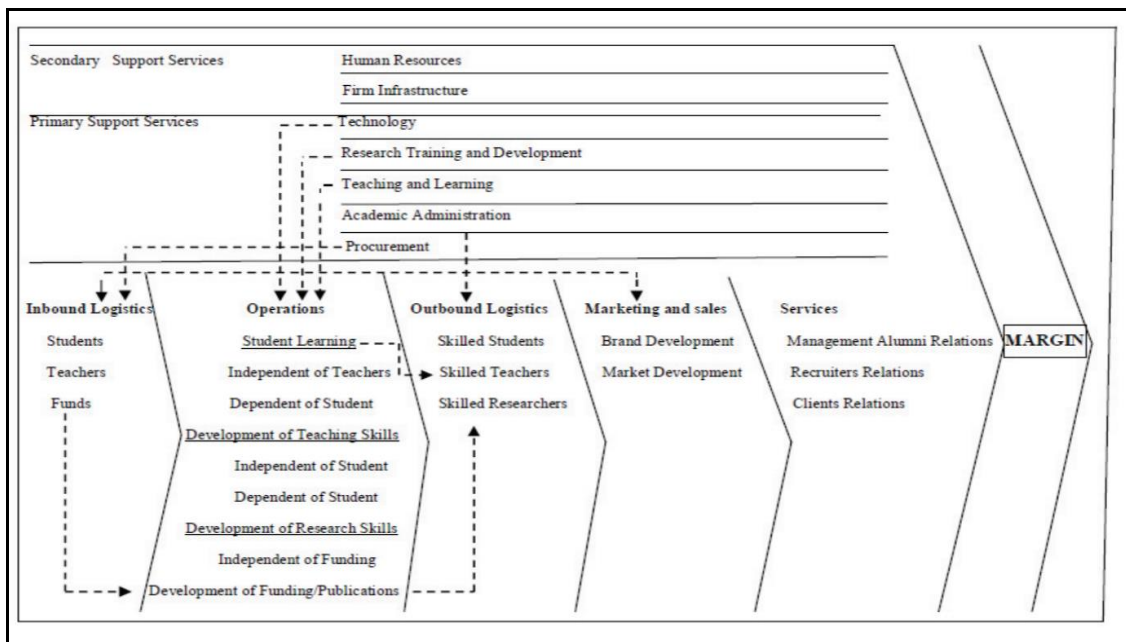 Secondary Support Services
Human Resources
Firm Infrastructure
Primary Support Services
Technology
Research Training and Development
Teaching and Learning
Academic Administration
Procurement
Inbound Logistics
Students
Teachers
Funds
Operations
Student Learning
Independent of Teachers
Dependent of Student
Development of Teaching Skills
Independent of Student
Dependent of Student
Development of Research Skills
Independent of Funding
Development of Funding/Publications
Outbound Logistics
Skilled Students
Skilled Teachers
Skilled Researchers
Marketing and sales
Brand Development
Market Development
Services
Management Alumni Relations
Recruiters Relations
Clients Relations
MARGIN